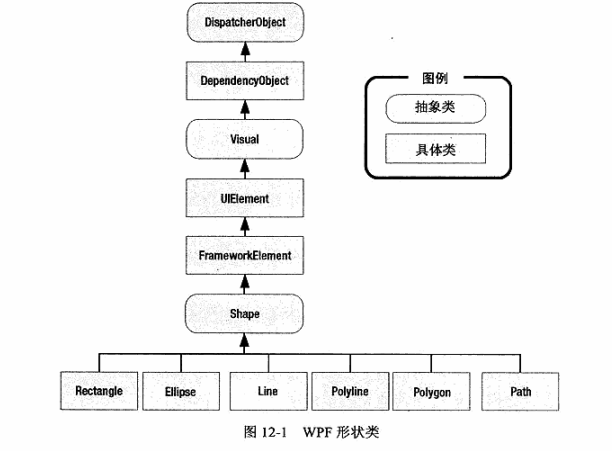 DispatcherObject
DependencyObject
图例
抽象类
Visual
具体类
UIElement
FrameworkElement
Shape
Rectangle
Ellipse
Line
Polyline
Polygon
Path
图 12-1 WPF 形状类